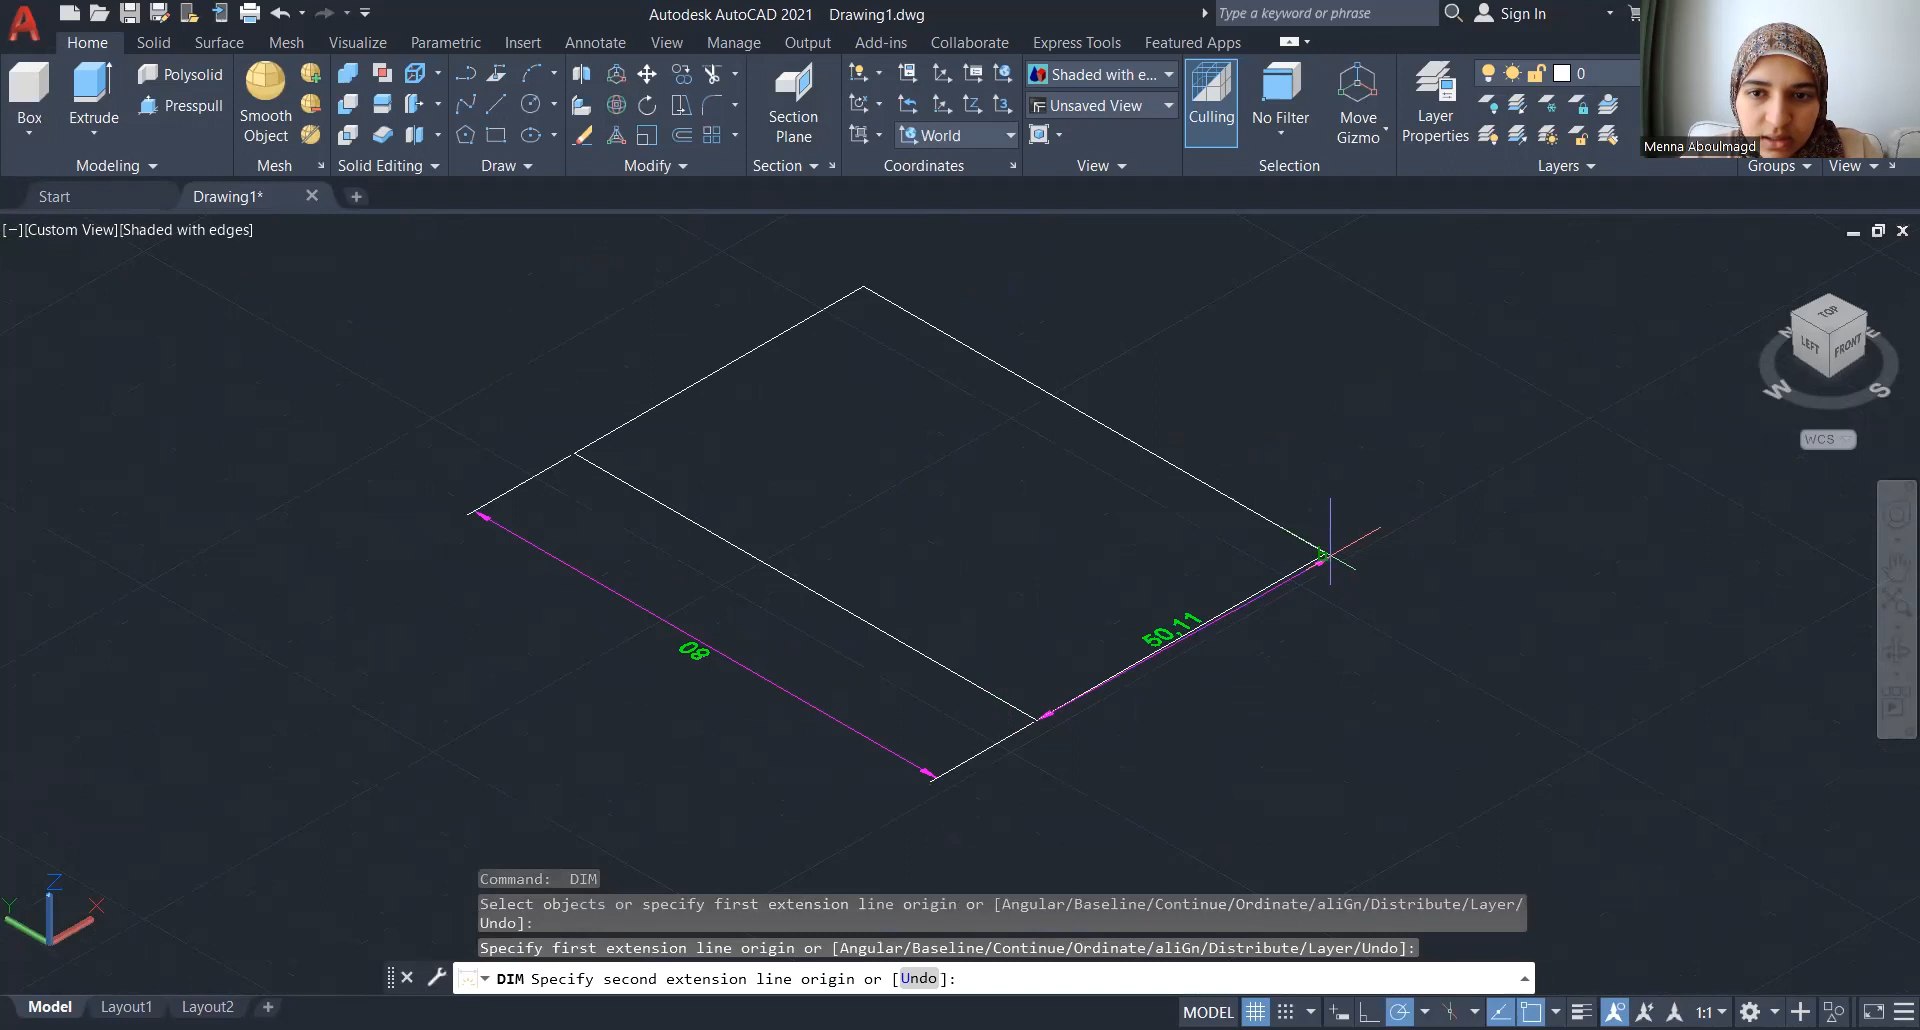 Autodesk AutoCAD 2021 Drawing1.dwg
Type a keyword or phrase
Sign In
Home Solid Surface Mesh Visualize Parametric Insert Annotate View Manage Output Add-ins Collaborate Express Tools Featured Apps
Box
Extrude
Polysolid
Presspull
Smooth
Object
Section
Plane
World
Shaded with e...
Unsaved View
Culling
No Filter
Move
Gizmo
Layer
Properties
0
Menna Aboulmagd
Modeling Mesh Solid Editing Draw Modify Section Coordinates View Selection Layers Groups View
Start Drawing1*
[−][Custom View][Shaded with edges]
TOP
LEFT
FRONT
N
E
W
S
WCS
50,11
80
Z
Y
X
Command: DIM
Select objects or specify first extension line origin or [Angular/Baseline/Continue/Ordinate/aliGn/Distribute/Layer/
Undo]:
Specify first extension line origin or [Angular/Baseline/Continue/Ordinate/aliGn/Distribute/Layer/Undo]:
DIM Specify second extension line origin or [Undo]:
Model Layout1 Layout2
MODEL
1:1